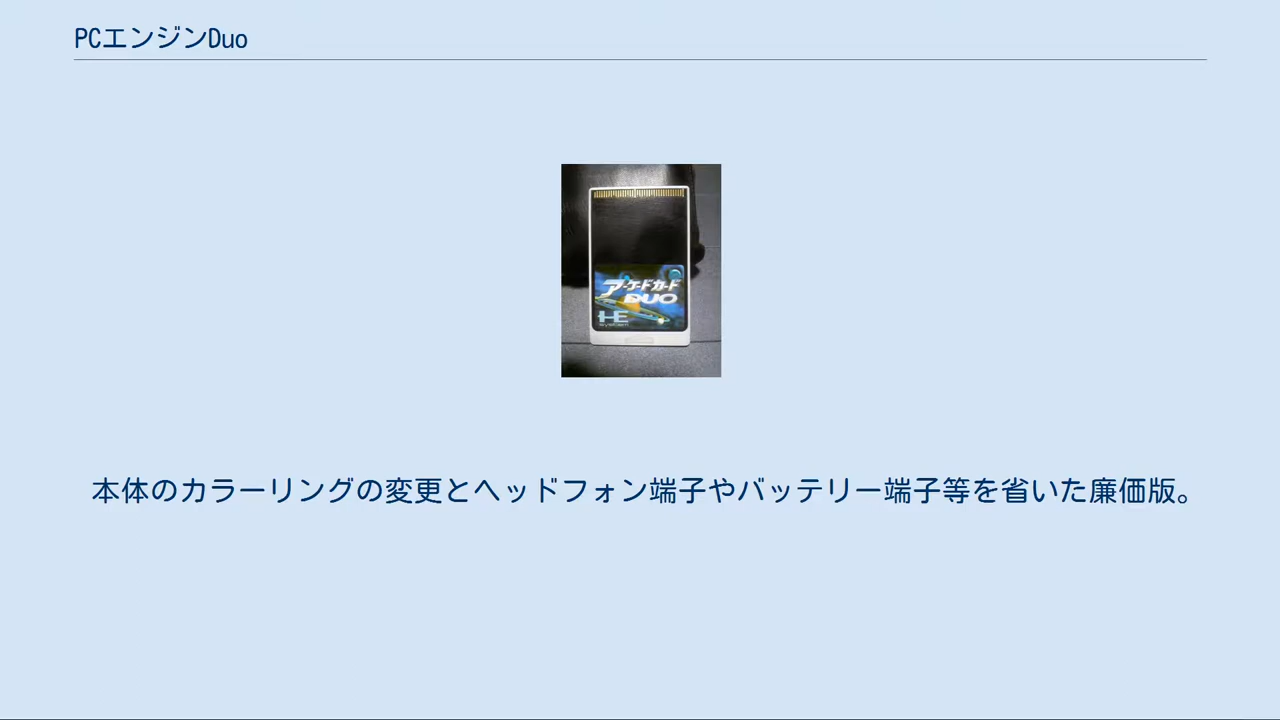 PCエンジンDuo
アーケードカード
DUO
HE
SYSTEM
本体のカラーリングの変更とヘッドフォン端子やバッテリー端子等を省いた廉価版。